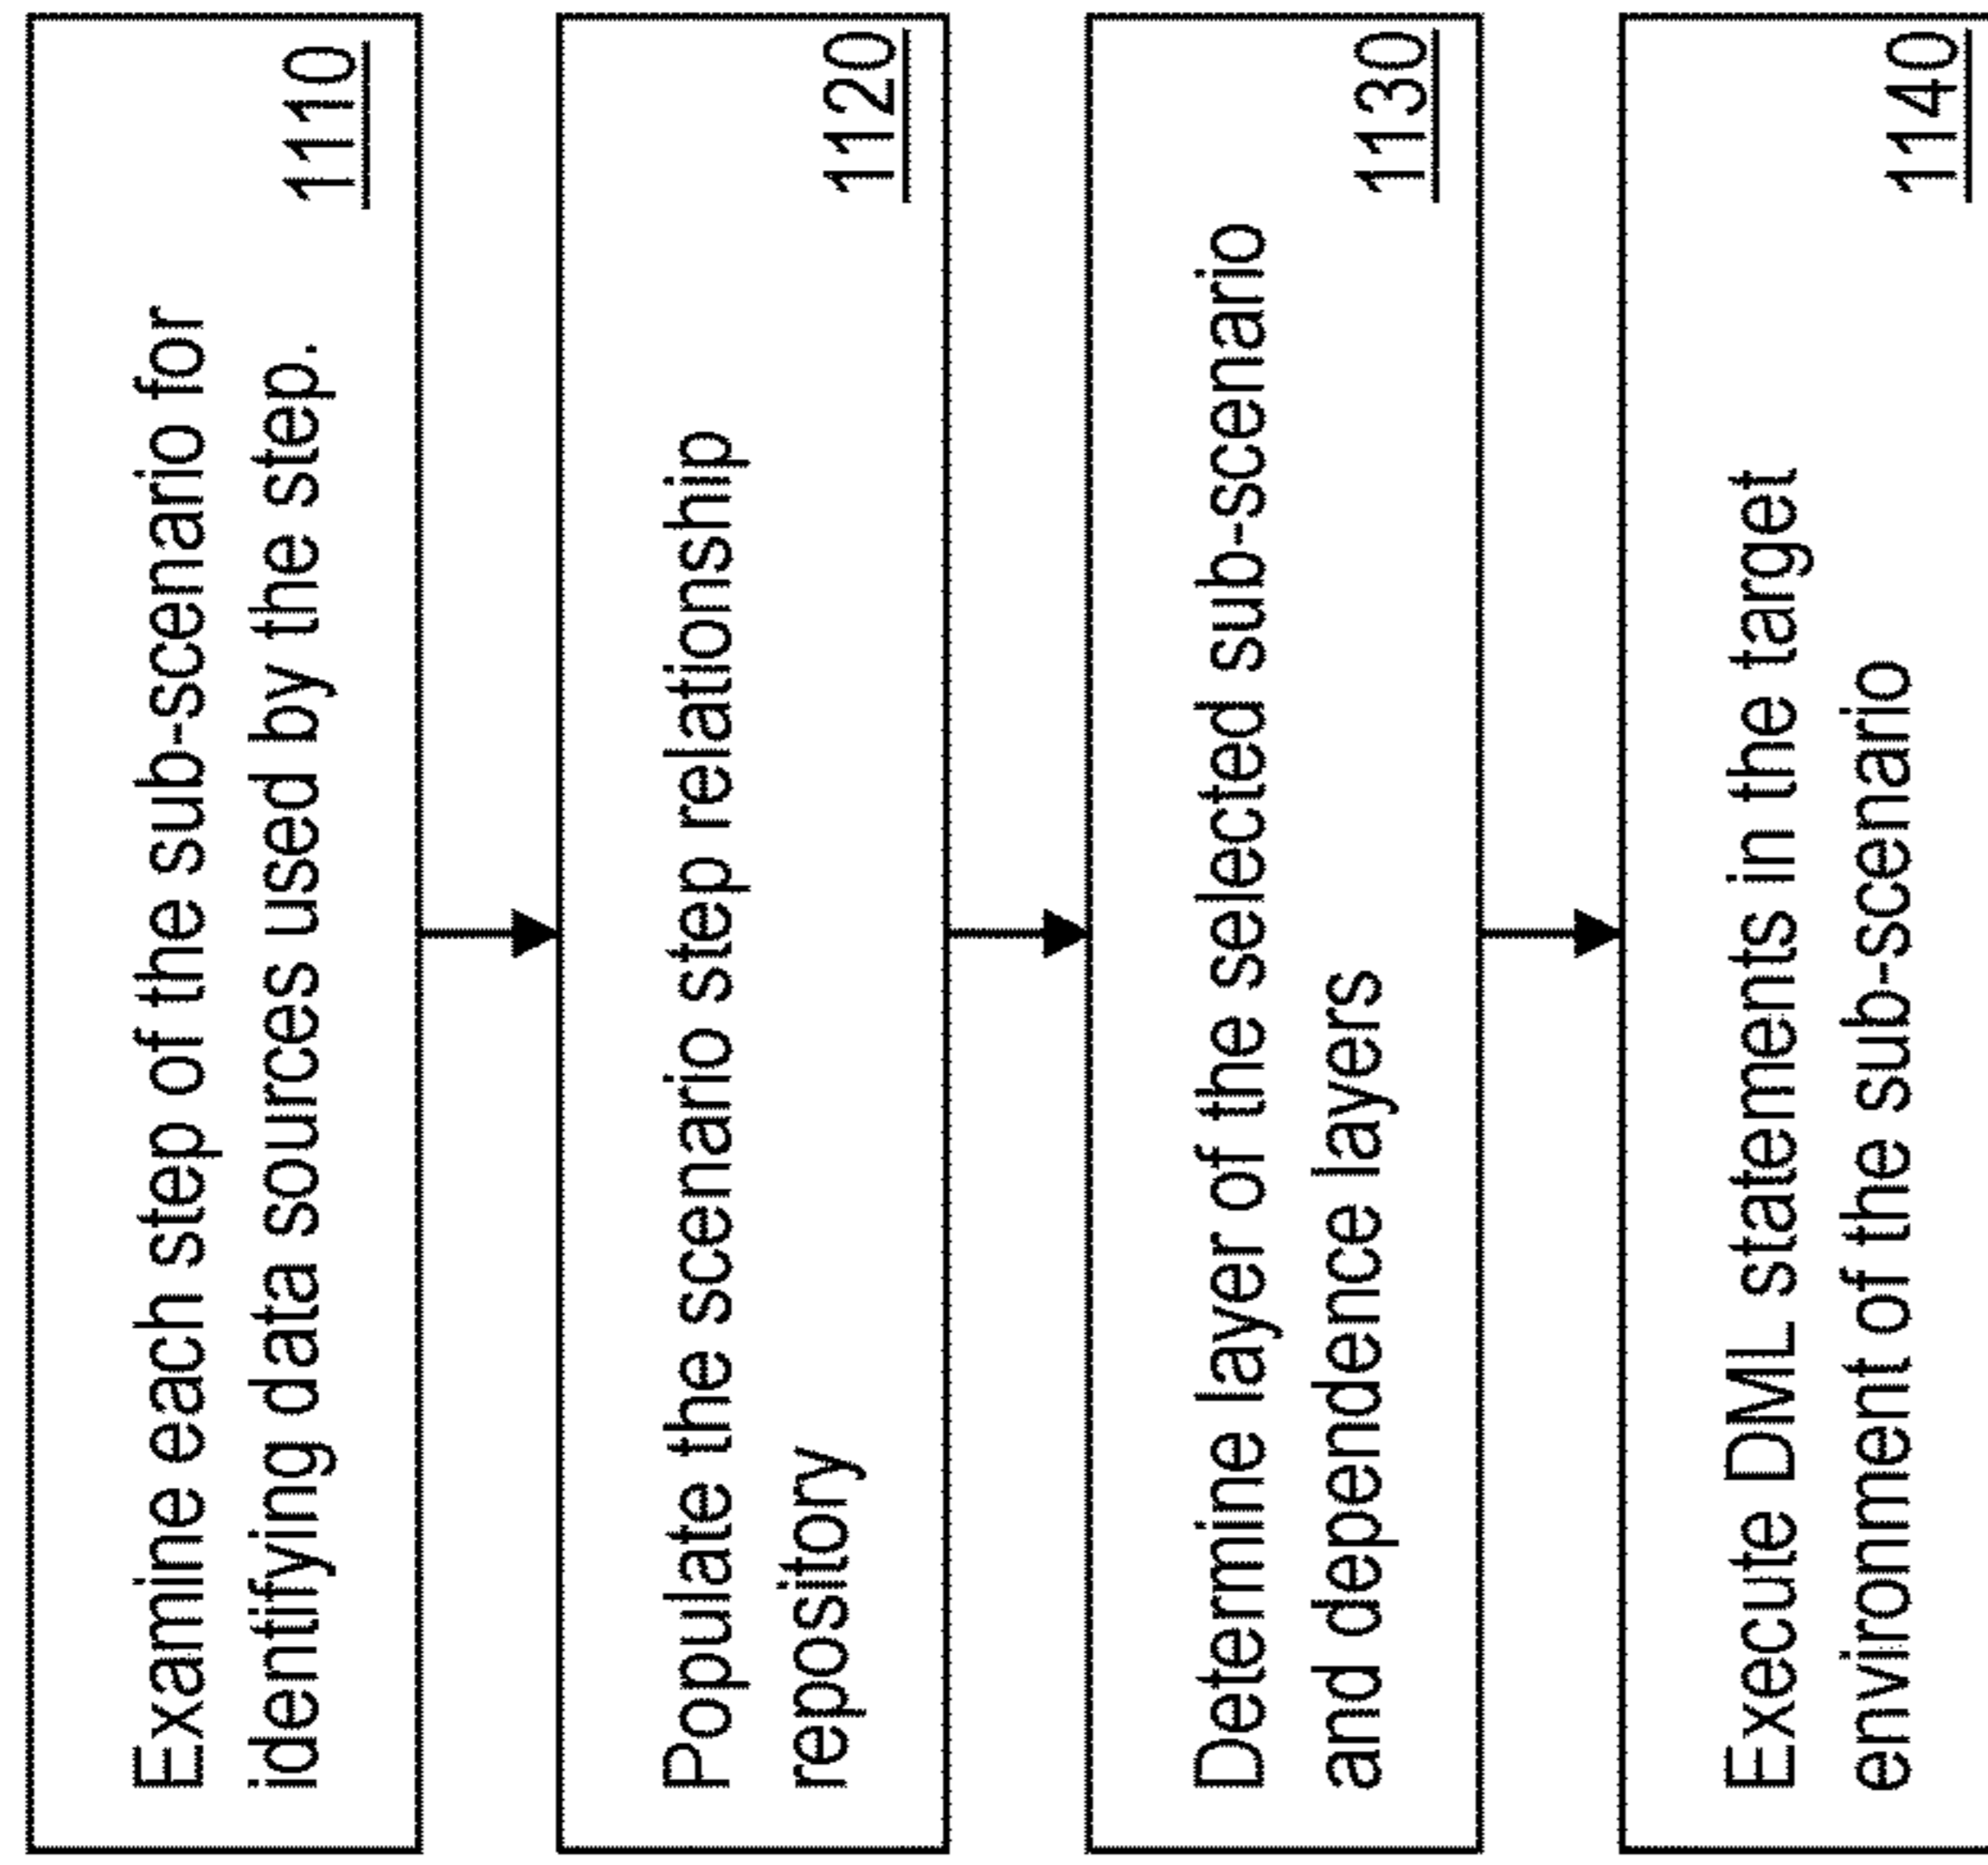 Examine each step of the sub-scenario for
identifying data sources used by the step.
1110
Populate the scenario step relationship
repository
1120
Determine layer of the selected sub-scenario
and dependence layers
1130
Execute DML statements in the target
environment of the sub-scenario
1140